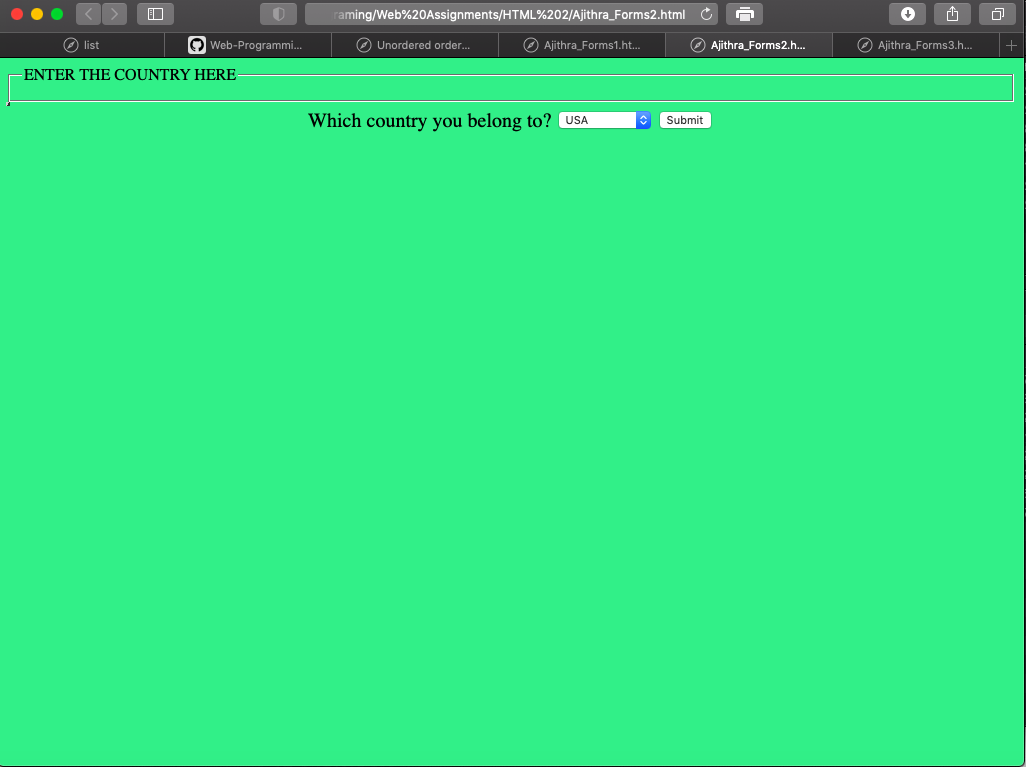 raming/Web%20Assignments/HTML%202/Ajithra_Forms2.html
list
Web-Programmi...
Unordered order...
Ajithra_Forms1.ht...
Ajithra_Forms2.h...
Ajithra_Forms3.h...
ENTER THE COUNTRY HERE
Which country you belong to? USA Submit